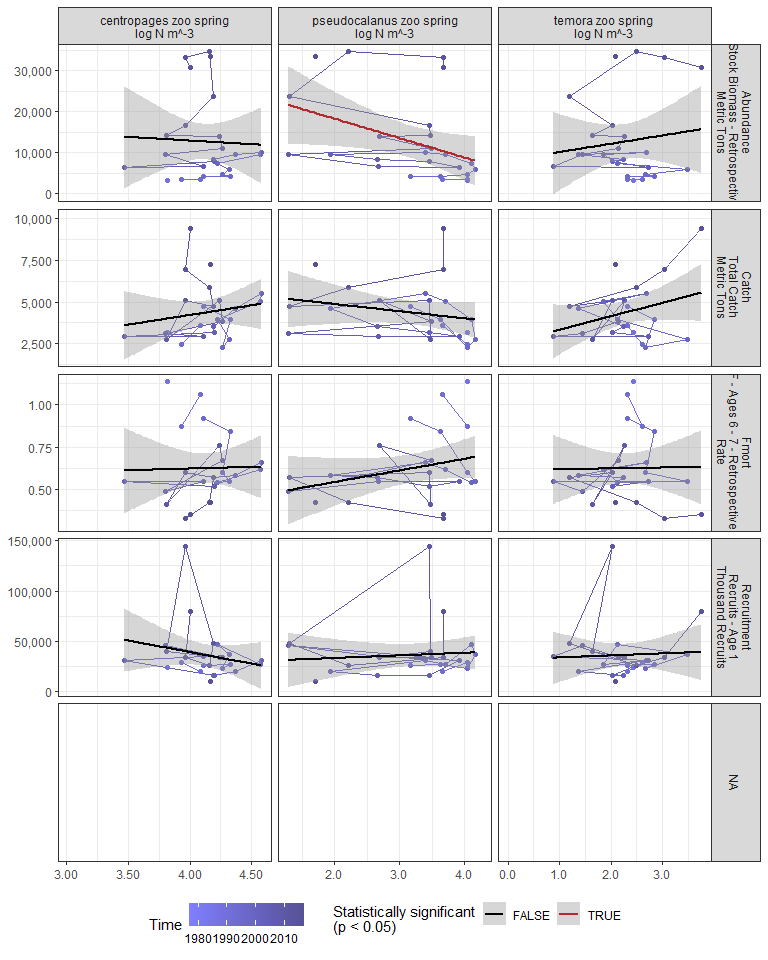 centropages zoo spring
log N m^-3
pseudocalanus zoo spring
log N m^-3
temora zoo spring
log N m^-3
30,000
20,000
10,000
0
Abundance
Stock Biomass - Retrospectiv
Metric Tons
10,000
7,500
5,000
2,500
Catch
Total Catch
Metric Tons
1.00
0.75
0.50
Fmort
F - Ages 6 - 7 - Retrospective
Rate
150,000
100,000
50,000
0
Recruitment
Recruits - Age 1
Thousand Recruits
NA
3.00 3.50 4.00 4.50
2.0 3.0 4.0
0.0 1.0 2.0 3.0
Time
1980 1990 2000 2010
Statistically significant
(p < 0.05)
FALSE
TRUE